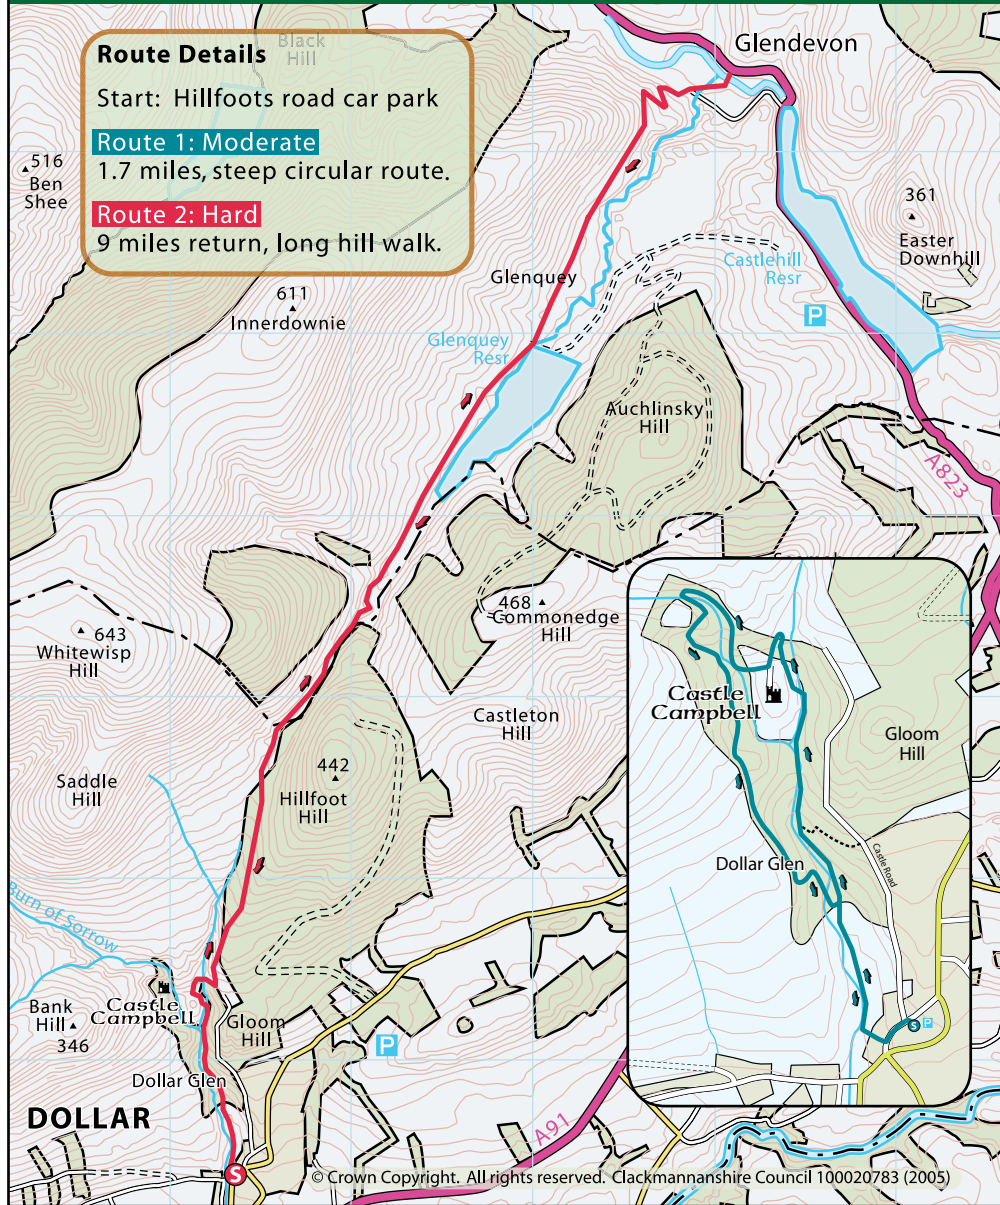 Glendevon
Black
Hill
Route Details
Start: Hillfoots road car park
Route 1: Moderate
1.7 miles, steep circular route.
Route 2: Hard
9 miles return, long hill walk.
516
Ben
Shee
361
Easter
Downhill
Castlehill
Resr
P
Glenquey
611
Innerdownie
Glenquey
Resr
Auchlinsky
Hill
A823
468
Commonedge
Hill
643
Whitewisp
Hill
Castleton
Hill
442
Hillfoot
Hill
Saddle
Hill
Burn of Sorrow
Bank
Hill
346
Castle
Campbell
Gloom
Hill
P
Dollar Glen
DOLLAR
S
A91
Castle
Campbell
Gloom
Hill
Dollar Glen
Castle Road
S
P
© Crown Copyright. All rights reserved. Clackmannanshire Council 100020783 (2005)